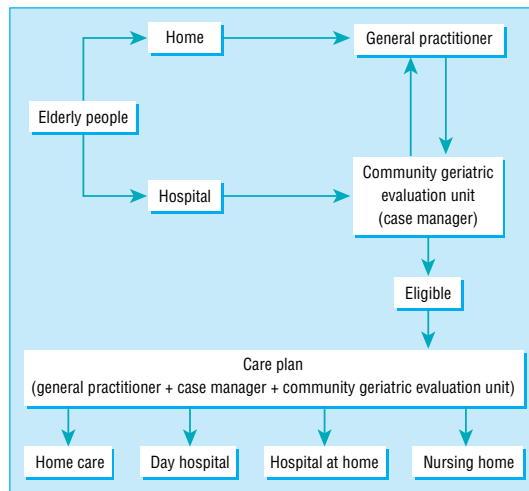 Home
General practitioner
Elderly people
Hospital
Community geriatric
evaluation unit
(case manager)
Eligible
Care plan
(general practitioner + case manager + community geriatric evaluation unit)
Home care
Day hospital
Hospital at home
Nursing home